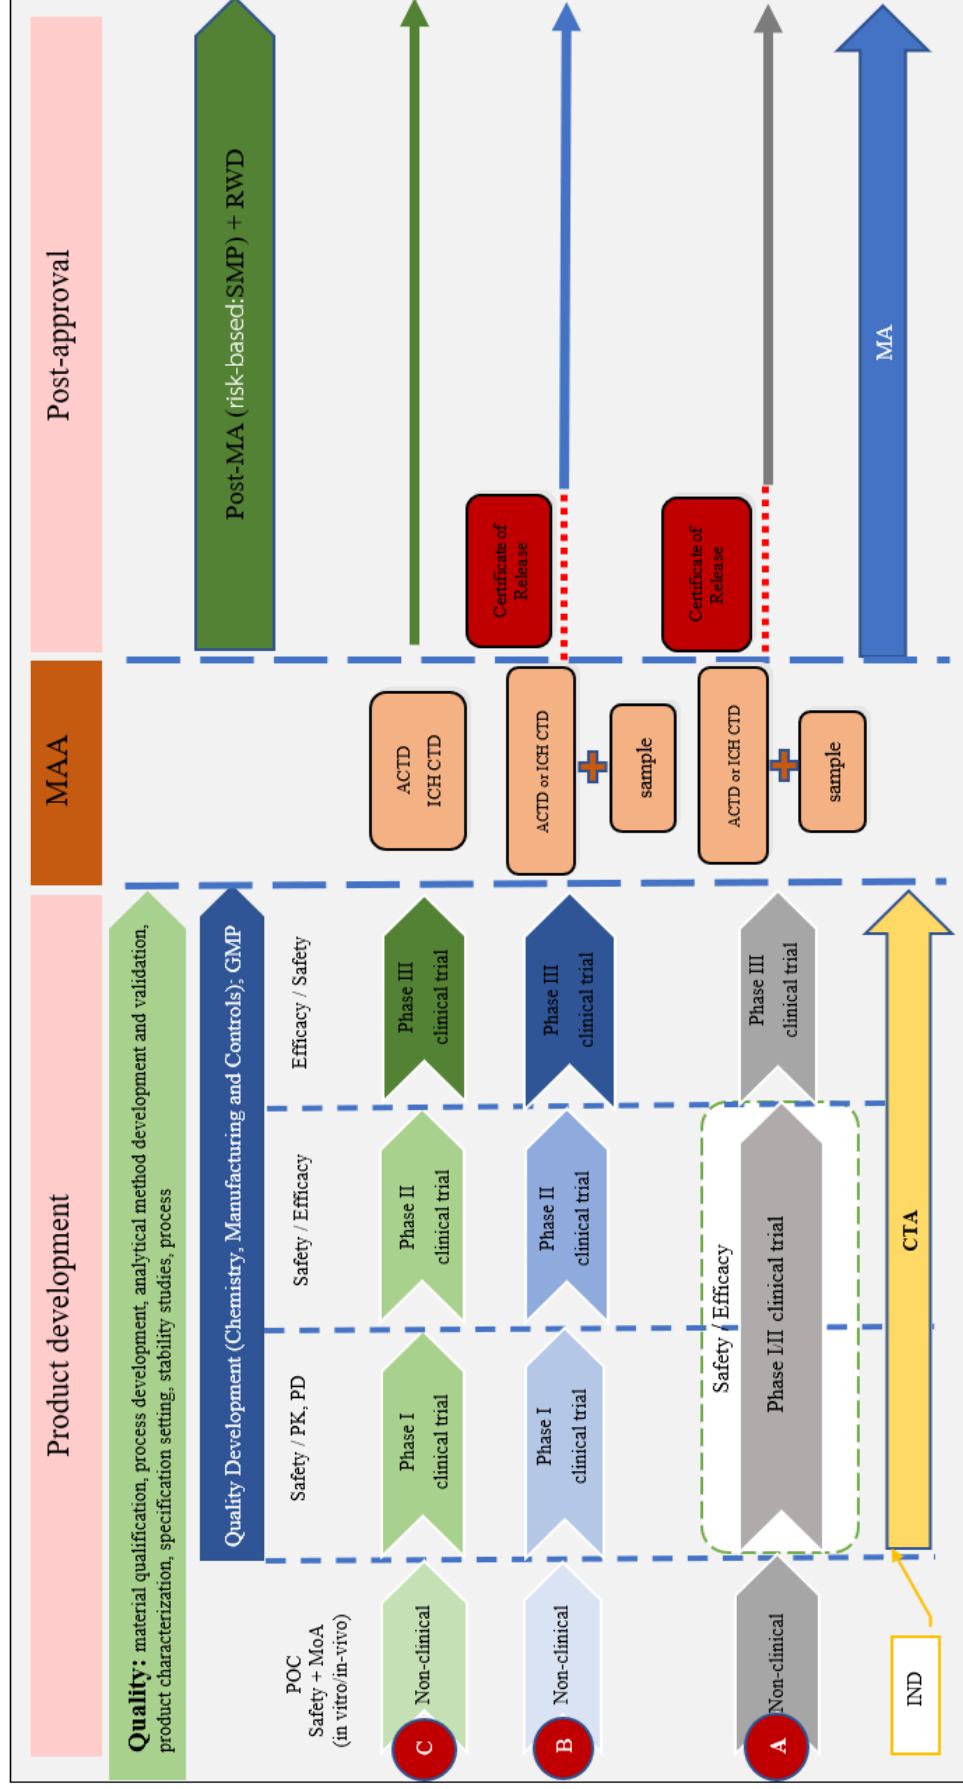 Product development
MAA
Post-approval
Quality: material qualification, process development, analytical method development and validation,
product characterization, specification setting, stability studies, process
Quality Development (Chemistry, Manufacturing and Controls); GMP
Post-MA (risk-based:SMP) + RWD
POC
Safety + MoA
(in vitro/in-vivo)
Safety / PK, PD
Safety / Efficacy
Efficacy / Safety
C
Non-clinical
Phase I
clinical trial
Phase II
clinical trial
Phase III
clinical trial
ACTD
ICH CTD
B
Non-clinical
Phase I
clinical trial
Phase II
clinical trial
Phase III
clinical trial
ACTD or ICH CTD
sample
Certificate of
Release
A
Non-clinical
Safety / Efficacy
Phase I/II clinical trial
Phase III
clinical trial
ACTD or ICH CTD
sample
Certificate of
Release
IND
CTA
MA